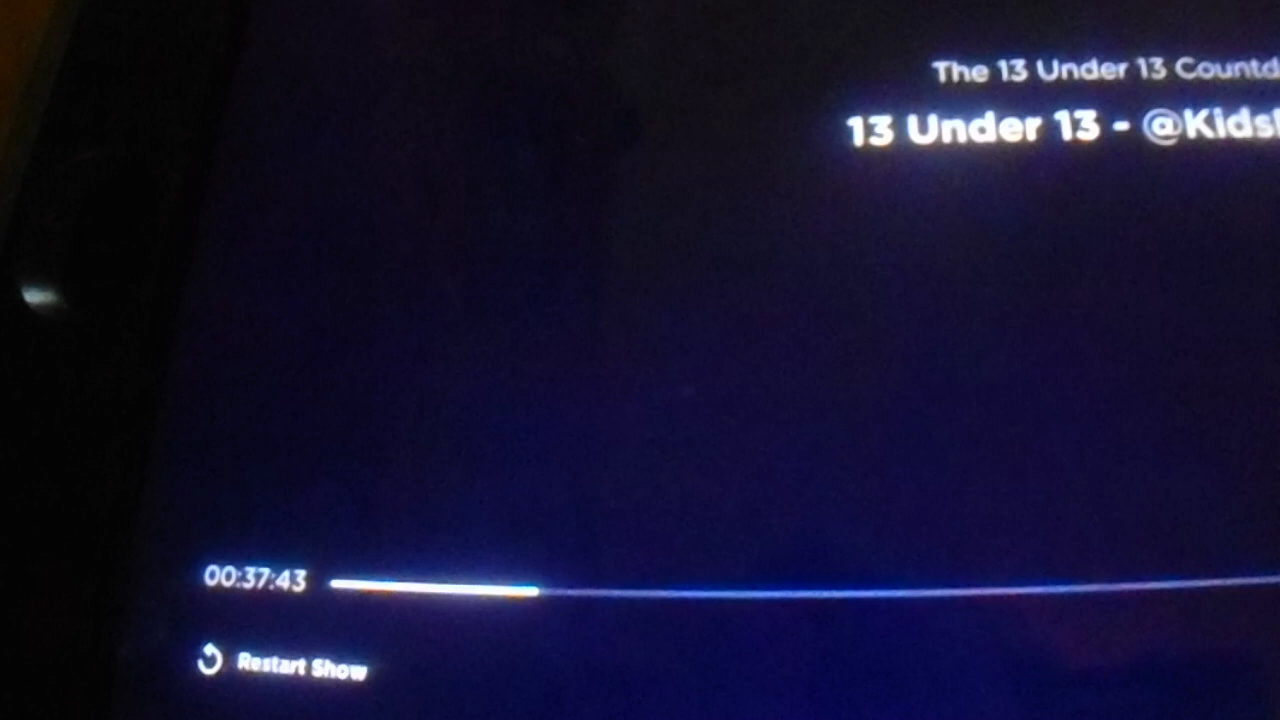 The 13 Under 13 Countd
13 Under 13 - @Kids
00:37:43
Restart Show